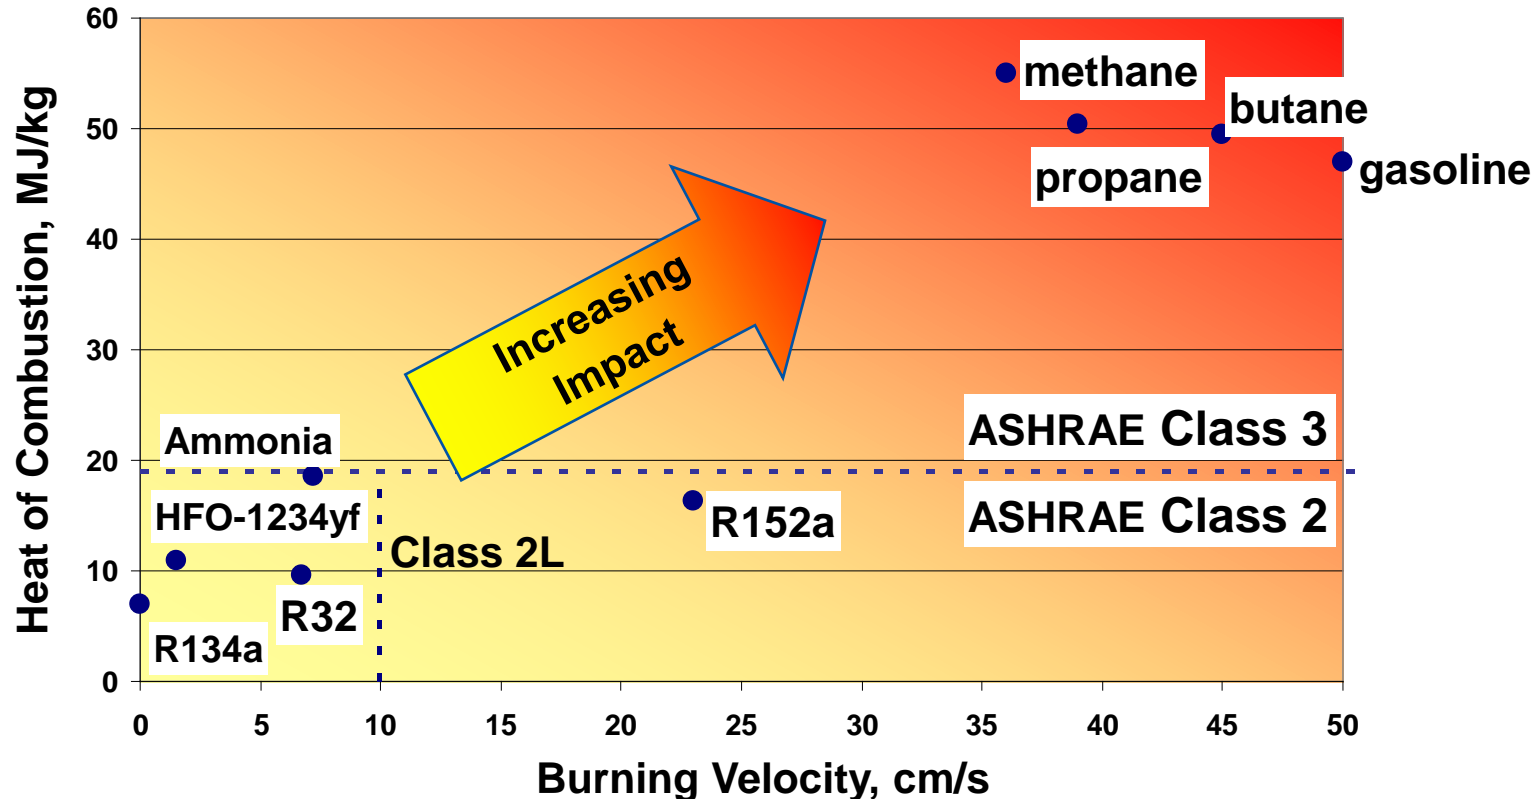 Heat of Combustion, MJ/kg
60
50
40
30
20
10
0
methane
butane
propane
gasoline
Increasing
Impact
Ammonia
ASHRAE Class 3
HFO-1234yf
R152a
ASHRAE Class 2
Class 2L
R32
R134a
0 5 10 15 20 25 30 35 40 45 50
Burning Velocity, cm/s